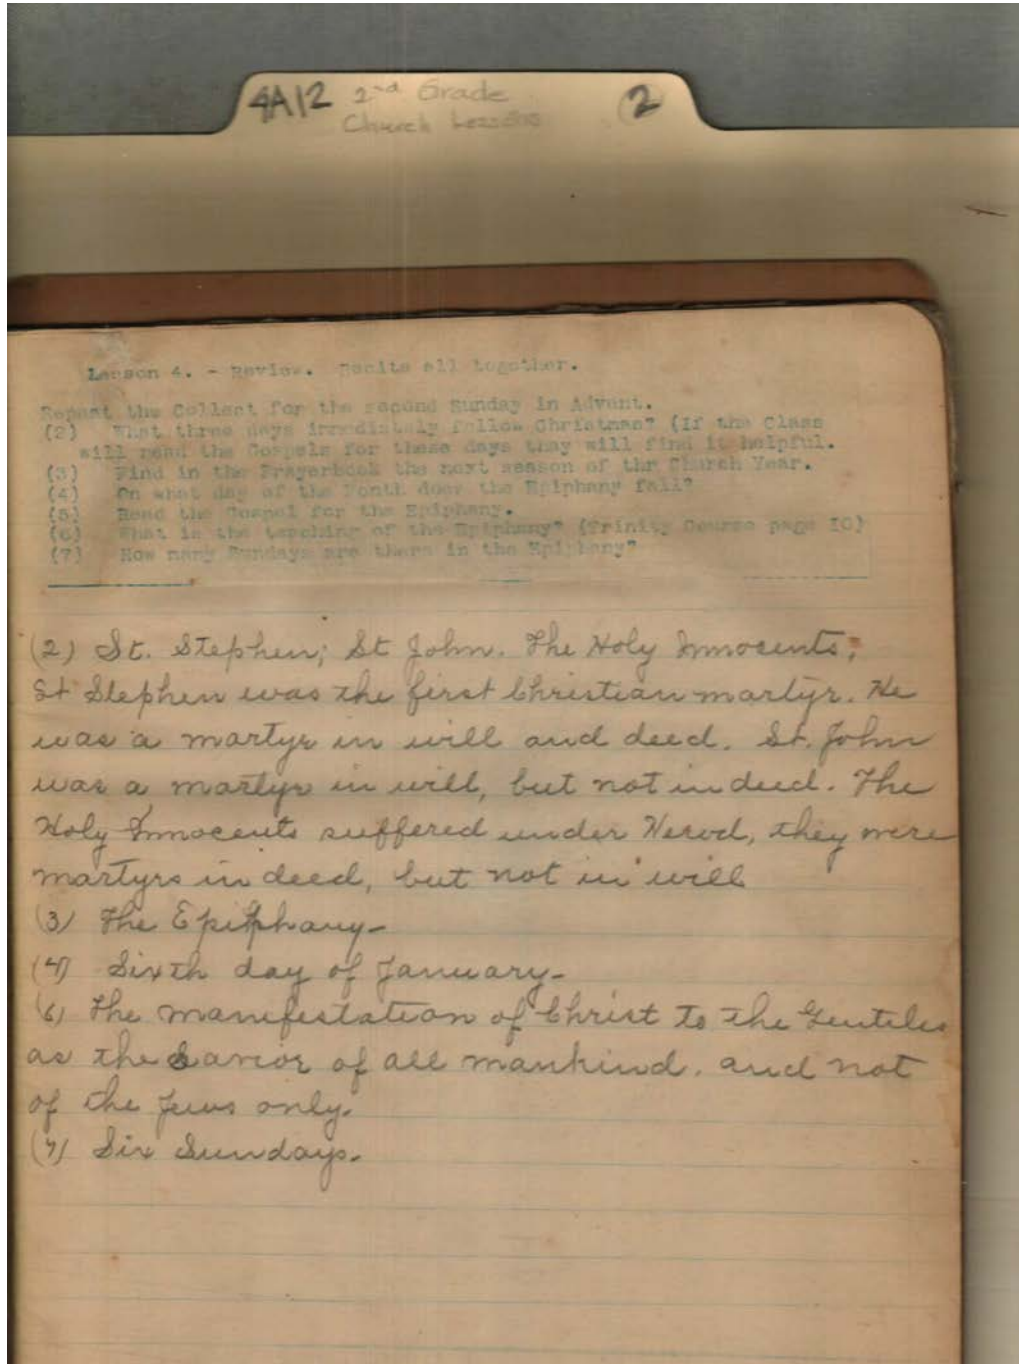 4A12 2nd Grade
Church Lessons
2
Lesson 4. - Review. Recite all together.
Repeat the Collect for the second Sunday in Advent.
(2) What three days immediately follow Christmas? (If the Class
will read the Gospels for these days they will find it helpful.
(3) Find in the Prayerbook the next season of thr Church Year.
(4) On what day of the Month does the Epiphany fall?
(5) Read the Gospel for the Epiphany.
(6) What is the teaching of the Epiphany? (Trinity Course page IO)
(7) How many Sundays are there in the Epiphany?
(2) St. Stephen; St John. The Holy Innocents;
St Stephen was the first Christian martyr. He
was a martyr in will and deed. St. John
was a martyr in will, but not in deed. The
Holy Innocents suffered under Herod, they were
martyrs in deed, but not in will
(3) The Epiphany-
(4) Sixth day of January-
(6) The manifestation of Christ to the Gentiles
as the Savior of all mankind. and not
of the Jews only.
(7) Six Sundays.